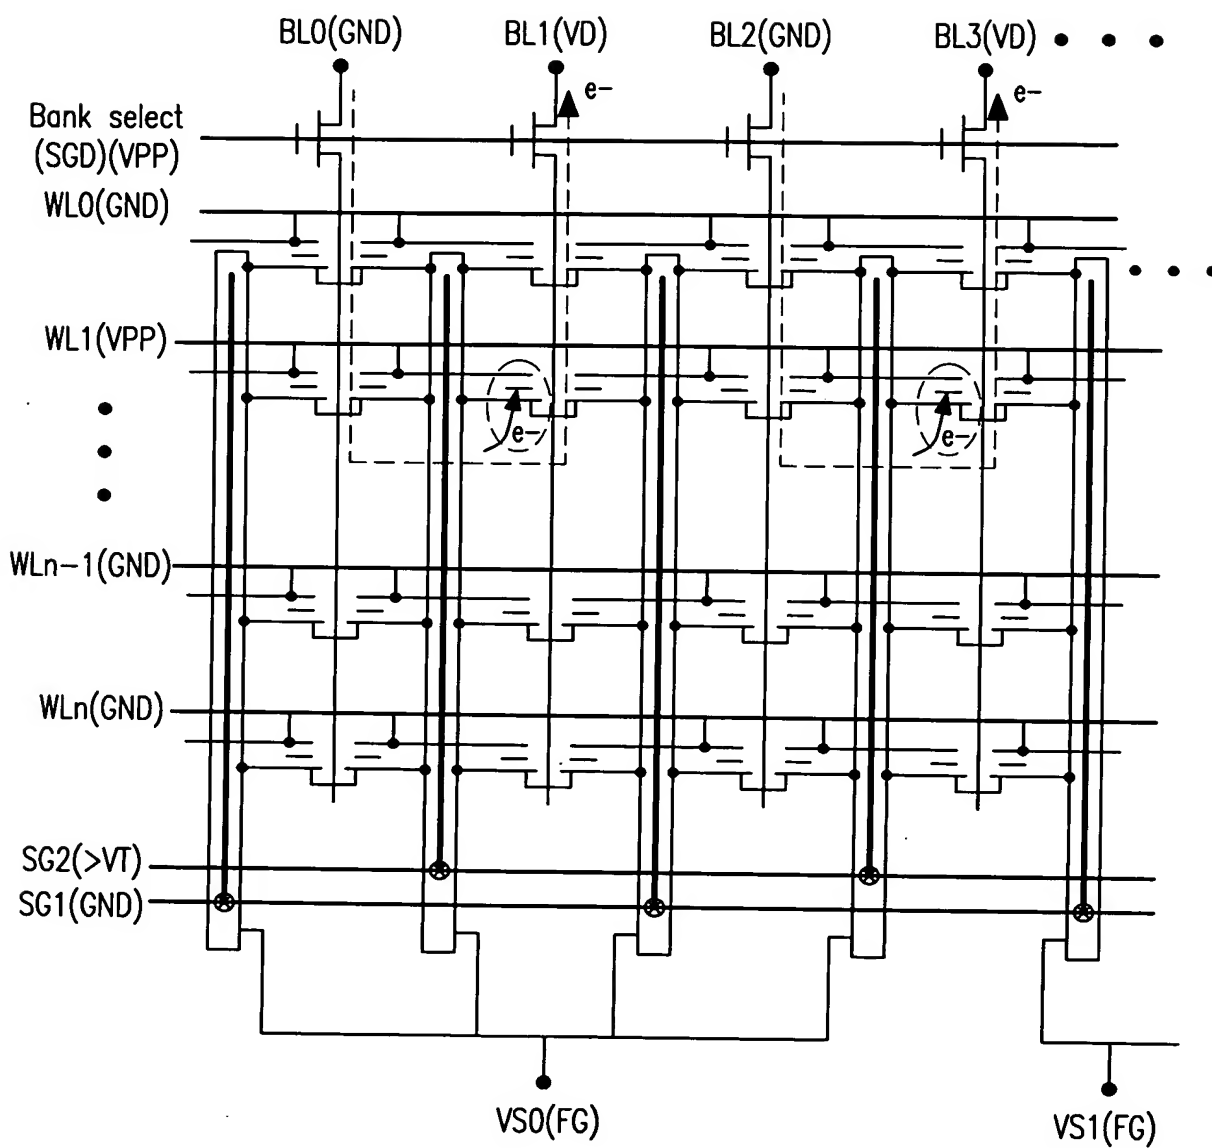 BL0(GND) BL1(VD) BL2(GND) BL3(VD)
e- e-
Bank select
(SGD)(VPP)
WL0(GND)
WL1(VPP)
e- e-
WLn-1(GND)
WLn(GND)
SG2(>VT)
SG1(GND)
VS0(FG) VS1(FG)